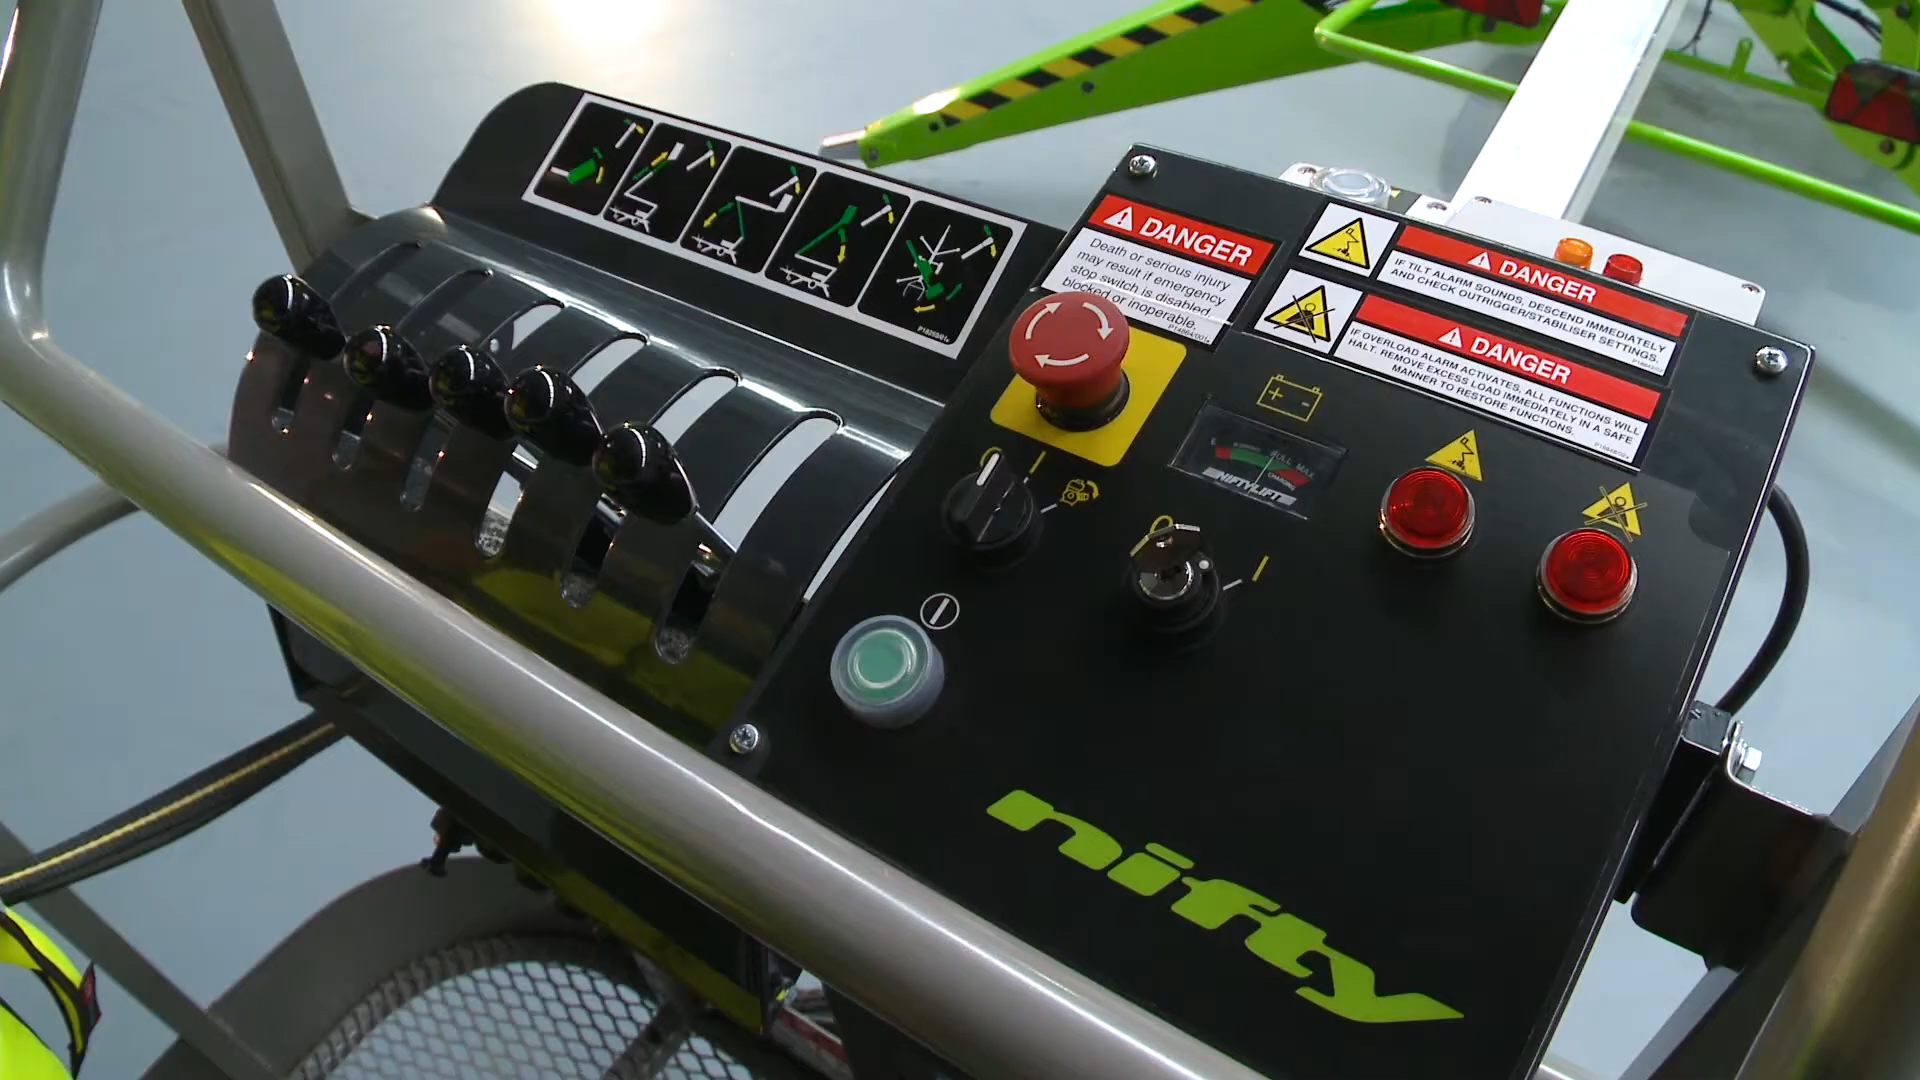 DANGER
Death or serious injury
may result if emergency
stop switch is disabled,
blocked or inoperable.
DANGER
IF TILT ALARM SOUNDS, DESCEND IMMEDIATELY
AND CHECK OUTRIGGER/STABILISER SETTINGS.
DANGER
IF OVERLOAD ALARM ACTIVATES, ALL FUNCTIONS WILL
HALT. REMOVE EXCESS LOAD IMMEDIATELY IN A SAFE
MANNER TO RESTORE FUNCTIONS.
MAX
CHARGING
NIFTYLIFT
nifty